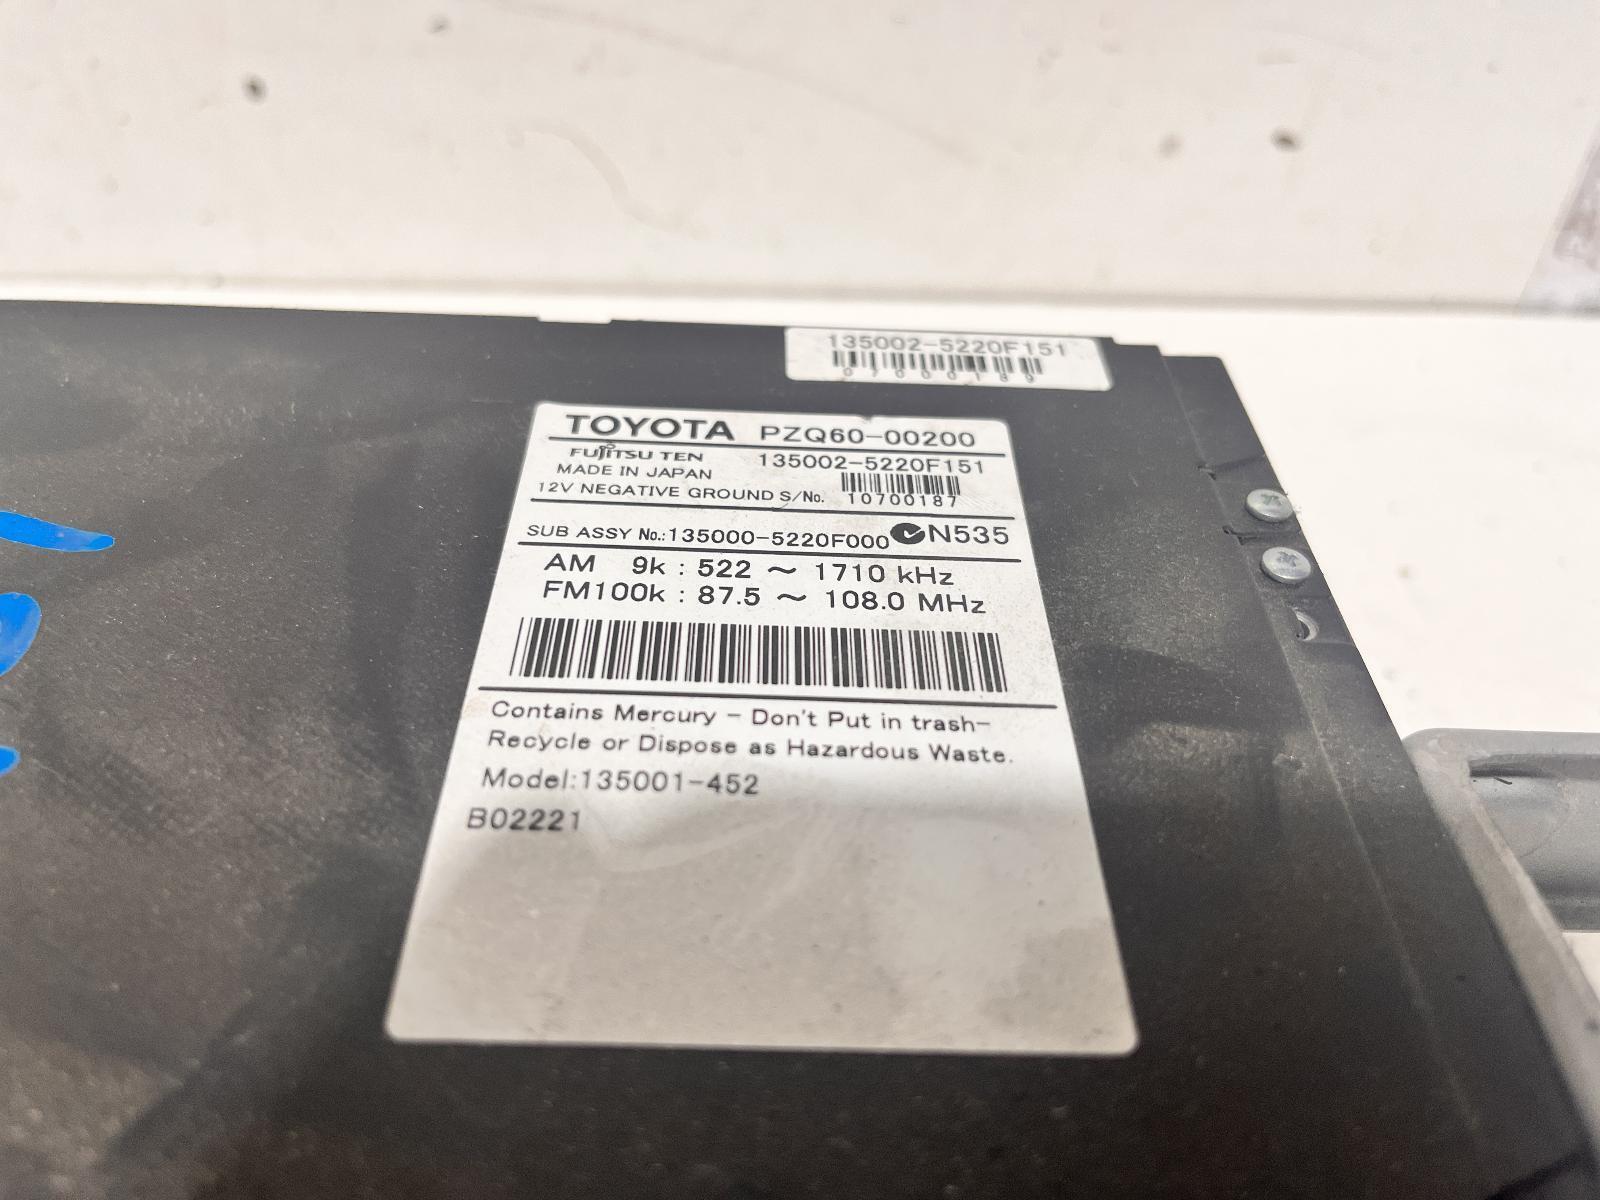 135002-5220F151
07000189
TOYOTA PZQ60-00200
FUJITSU TEN 135002-5220F151
MADE IN JAPAN
12V NEGATIVE GROUND S/No. 10700187
SUB ASSY No.:135000-5220F000 N535
AM 9k : 522 ～ 1710 kHz
FM100k : 87.5 ～ 108.0 MHz
Contains Mercury - Don't Put in trash-
Recycle or Dispose as Hazardous Waste.
Model:135001-452
B02221